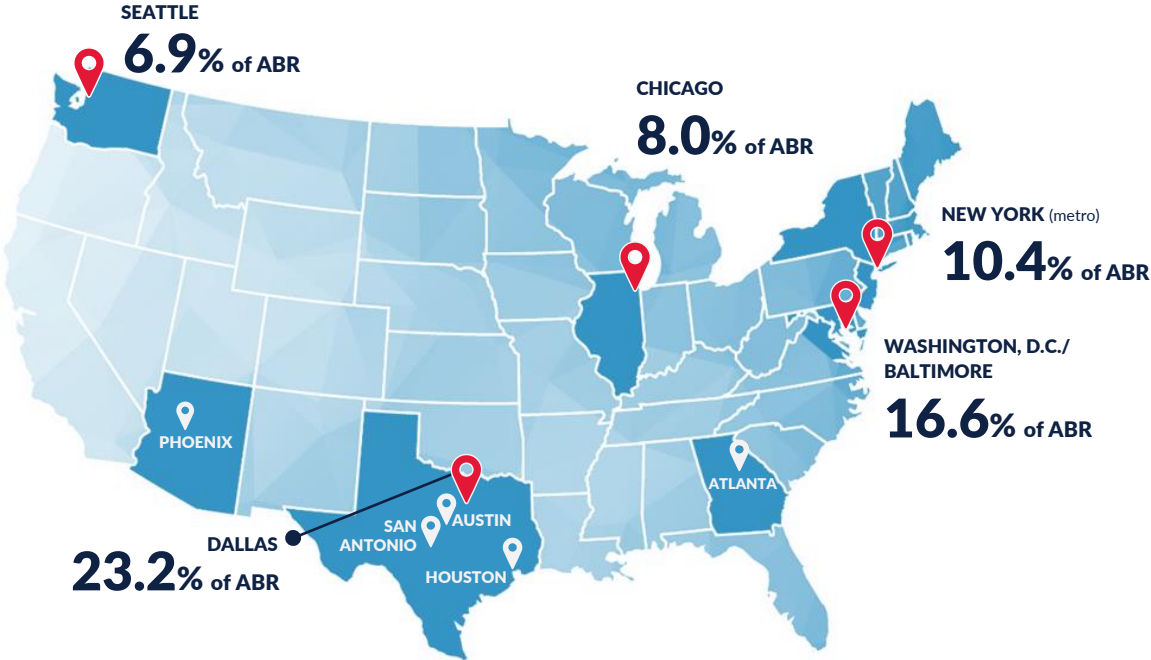 SEATTLE
6.9% of ABR
CHICAGO
8.0% of ABR
NEW YORK (metro)
10.4% of ABR
WASHINGTON, D.C./
BALTIMORE
16.6% of ABR
PHOENIX
ATLANTA
AUSTIN
SAN
ANTONIO
HOUSTON
DALLAS
23.2% of ABR